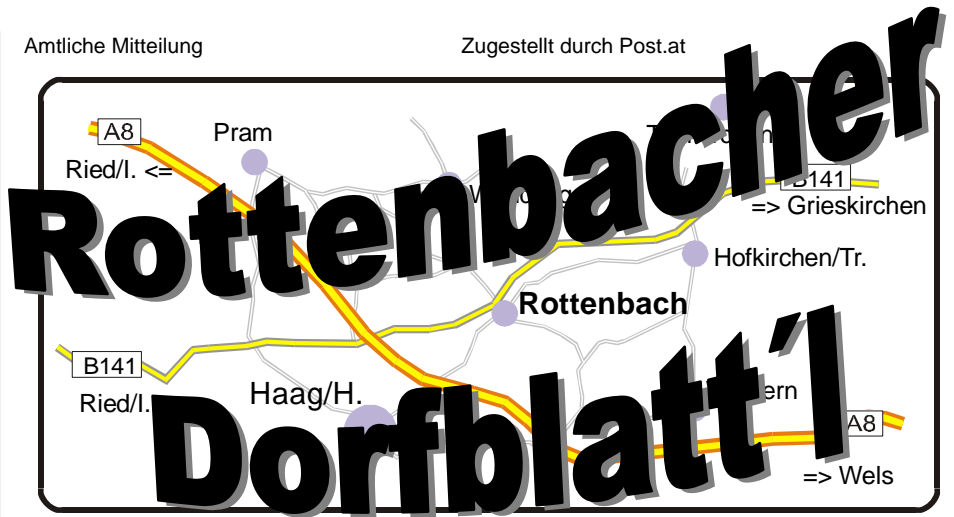 Amtliche Mitteilung
Zugestellt durch Post.at
Rottenbacher
A8
Pram
Ried/I. <=
B141
=> Grieskirchen
Hofkirchen/Tr.
Rottenbach
B141
Ried/I.
Haag/H.
Dorfblatt´l
A8
=> Wels